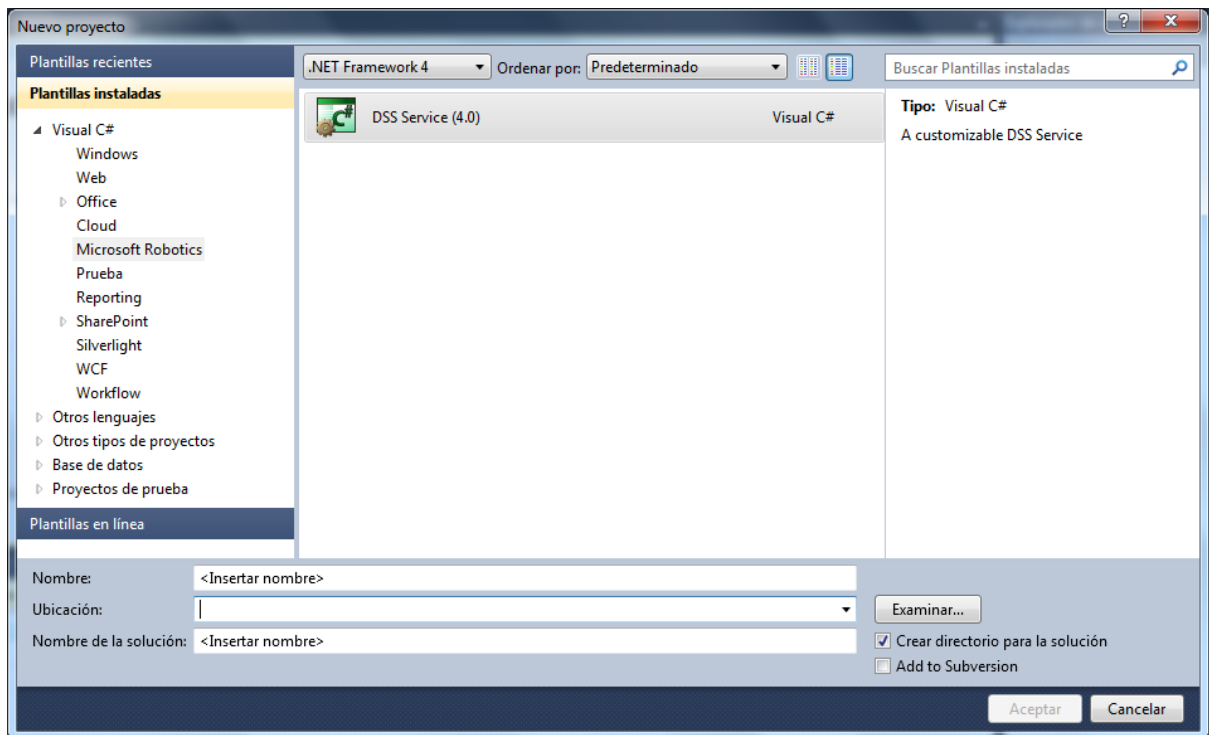 Nuevo proyecto
Plantillas recientes
Plantillas instaladas
Visual C#
Windows
Web
Office
Cloud
Microsoft Robotics
Prueba
Reporting
SharePoint
Silverlight
WCF
Workflow
Otros lenguajes
Otros tipos de proyectos
Base de datos
Proyectos de prueba
Plantillas en línea
.NET Framework 4 Ordenar por: Predeterminado
DSS Service (4.0) Visual C#
Buscar Plantillas instaladas
Tipo: Visual C#
A customizable DSS Service
Nombre: <Insertar nombre>
Ubicación: Examinar...
Nombre de la solución: <Insertar nombre> Crear directorio para la solución
Add to Subversion
Aceptar Cancelar